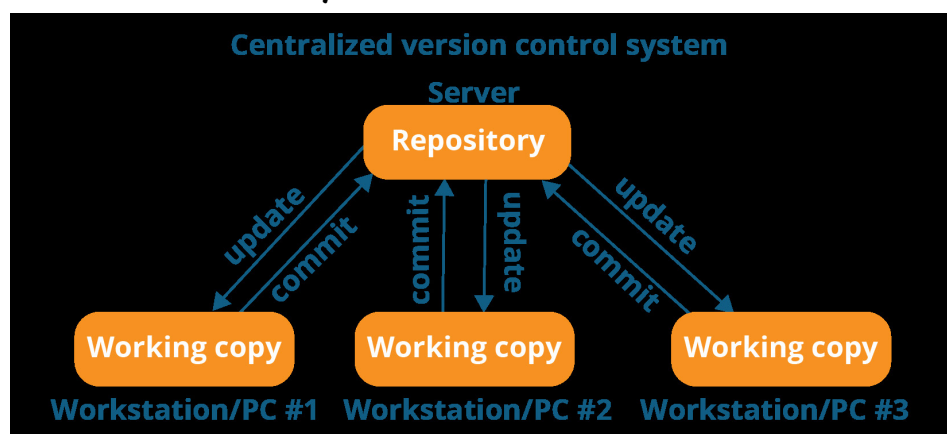 Centralized version control system
Server
Repository
update
commit
commit
update
commit
update
Working copy
Working copy
Working copy
Workstation/PC #1
Workstation/PC #2
Workstation/PC #3